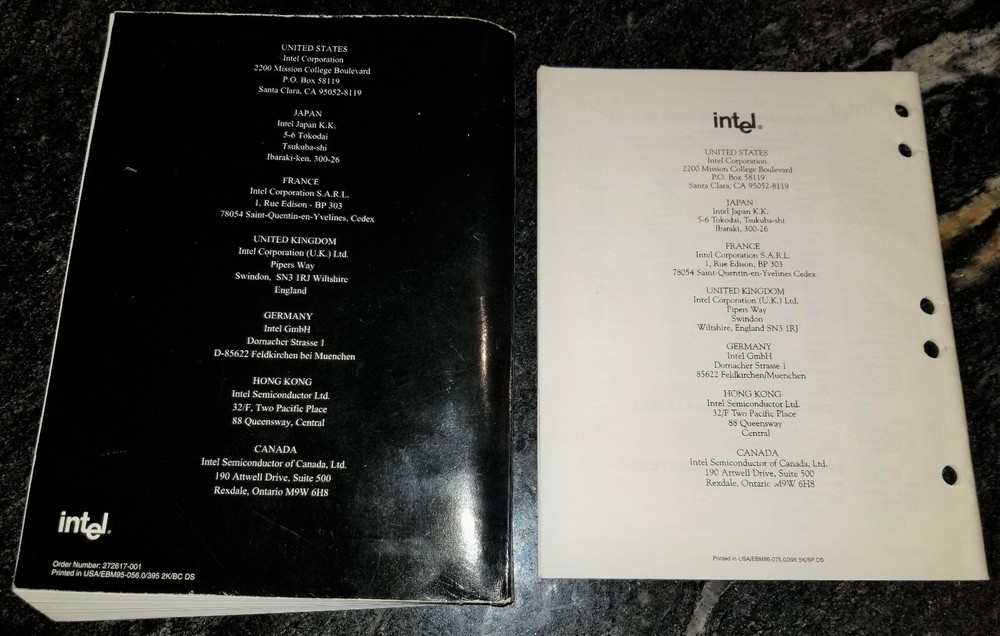 UNITED STATES
Intel Corporation
2200 Mission College Boulevard
P.O. Box 58119
Santa Clara, CA 95052-8119
JAPAN
Intel Japan K.K.
5-6 Tokodai
Tsukuba-shi
Ibaraki-ken, 300-26
FRANCE
Intel Corporation S.A.R.L.
1, Rue Edison - BP 303
78054 Saint-Quentin-en-Yvelines, Cedex
UNITED KINGDOM
Intel Corporation (U.K.) Ltd.
Pipers Way
Swindon, SN3 1RJ Wiltshire
England
GERMANY
Intel GmbH
Dornacher Strasse 1
D-85622 Feldkirchen bei Muenchen
HONG KONG
Intel Semiconductor Ltd.
32/F, Two Pacific Place
88 Queensway, Central
CANADA
Intel Semiconductor of Canada, Ltd.
190 Attwell Drive, Suite 500
Rexdale, Ontario M9W 6H8
intel®
Order Number: 272617-001
Printed in USA/EBM95-056.0/395 2K/BC DS
intel®
UNITED STATES
Intel Corporation
2200 Mission College Boulevard
P.O. Box 58119
Santa Clara, CA 95052-8119
JAPAN
Intel Japan K.K.
5-6 Tokodai, Tsukuba-shi
Ibaraki, 300-26
FRANCE
Intel Corporation S.A.R.L.
1, Rue Edison, BP 303
78054 Saint-Quentin-en-Yvelines Cedex
UNITED KINGDOM
Intel Corporation (U.K.) Ltd.
Pipers Way
Swindon
Wiltshire, England SN3 1RJ
GERMANY
Intel GmbH
Dornacher Strasse 1
85622 Feldkirchen/Muenchen
HONG KONG
Intel Semiconductor Ltd.
32/F Two Pacific Place
88 Queensway
Central
CANADA
Intel Semiconductor of Canada, Ltd.
190 Attwell Drive, Suite 500
Rexdale, Ontario M9W 6H8
Printed in USA/EBM95-075.0/395 5K/SP DS